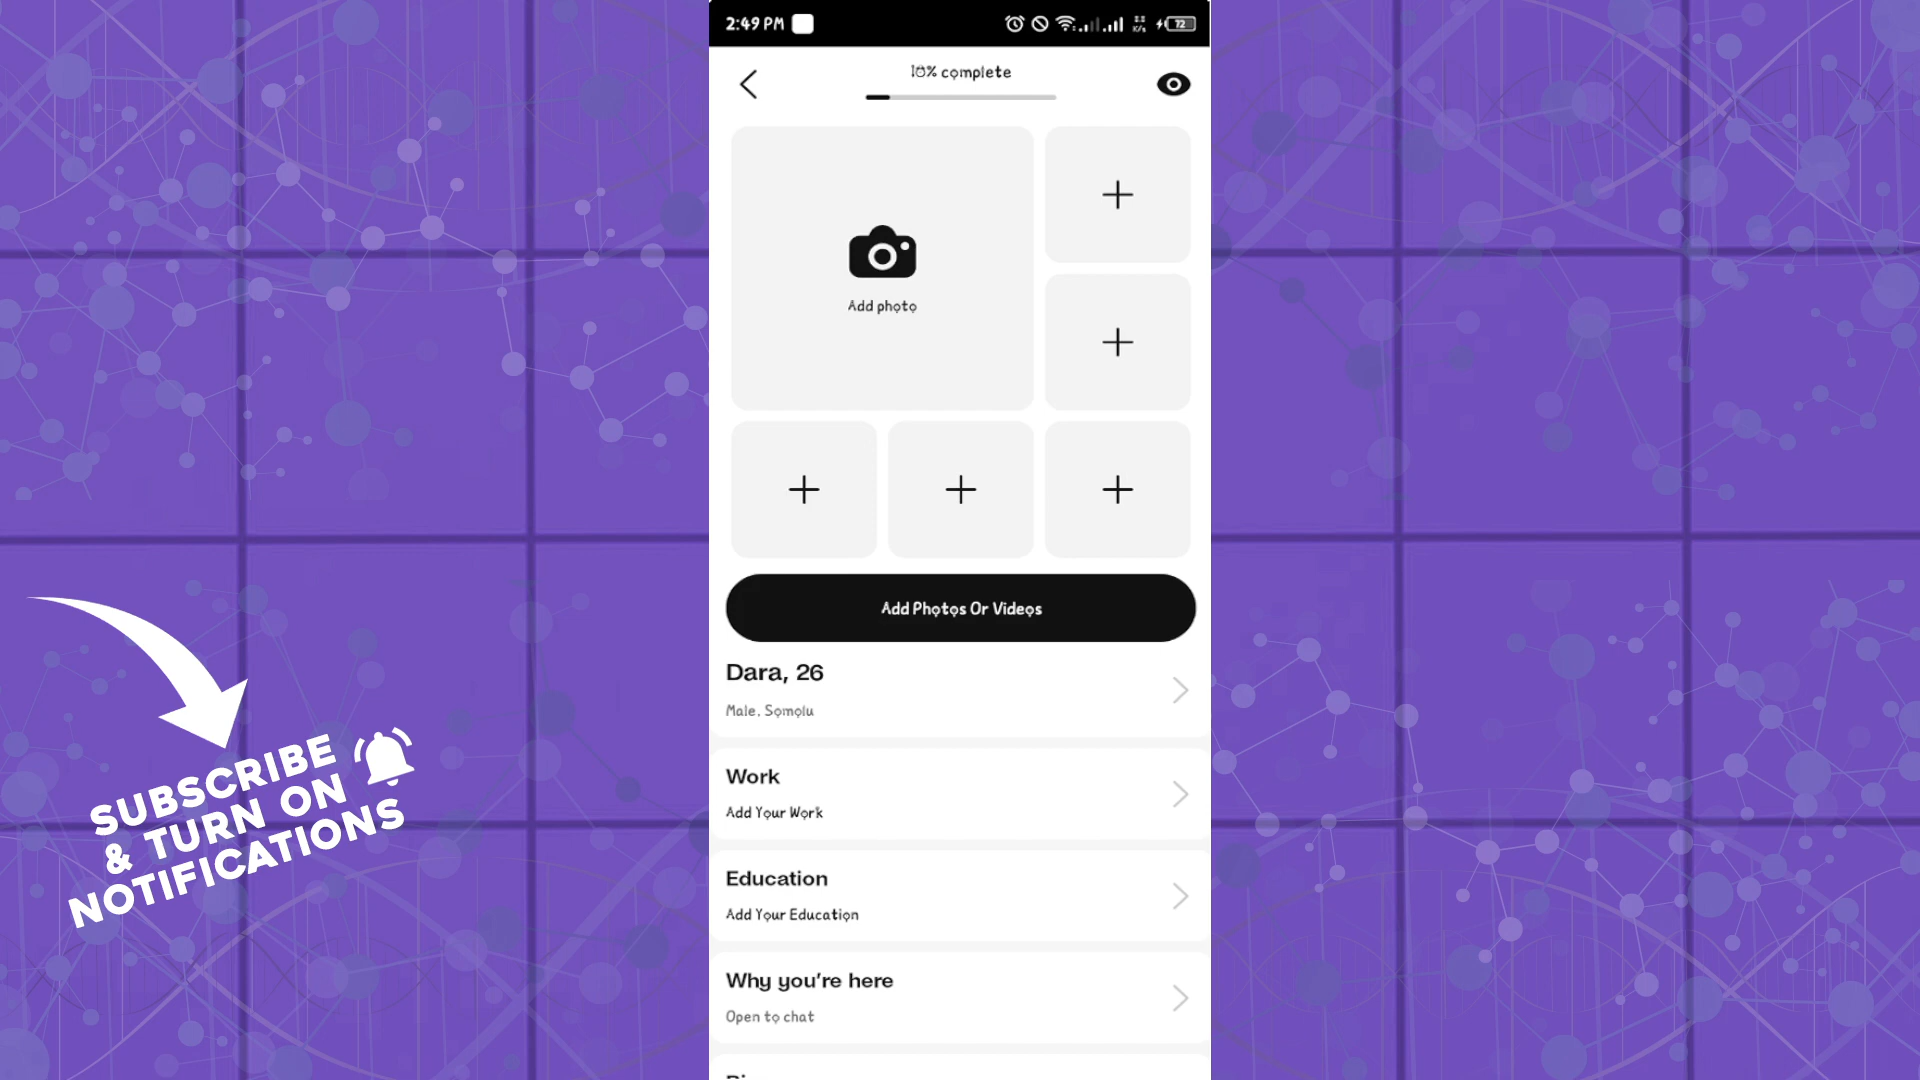 2:49 PM
K/s
72
10% complete
Add photo
Add Photos Or Videos
Dara, 26
Male, Somolu
Work
Add Your Work
Education
Add Your Education
Why you're here
Open to chat
SUBSCRIBE
& TURN ON
NOTIFICATIONS